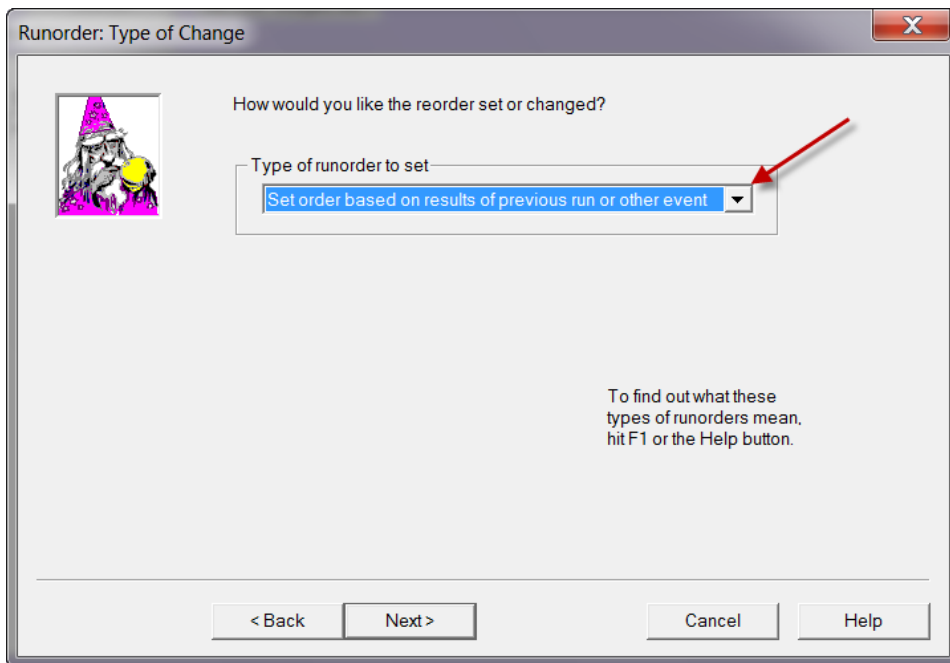 Runorder: Type of Change
How would you like the reorder set or changed?
Type of runorder to set
Set order based on results of previous run or other event
To find out what these
types of runorders mean,
hit F1 or the Help button.
< Back
Next >
Cancel
Help